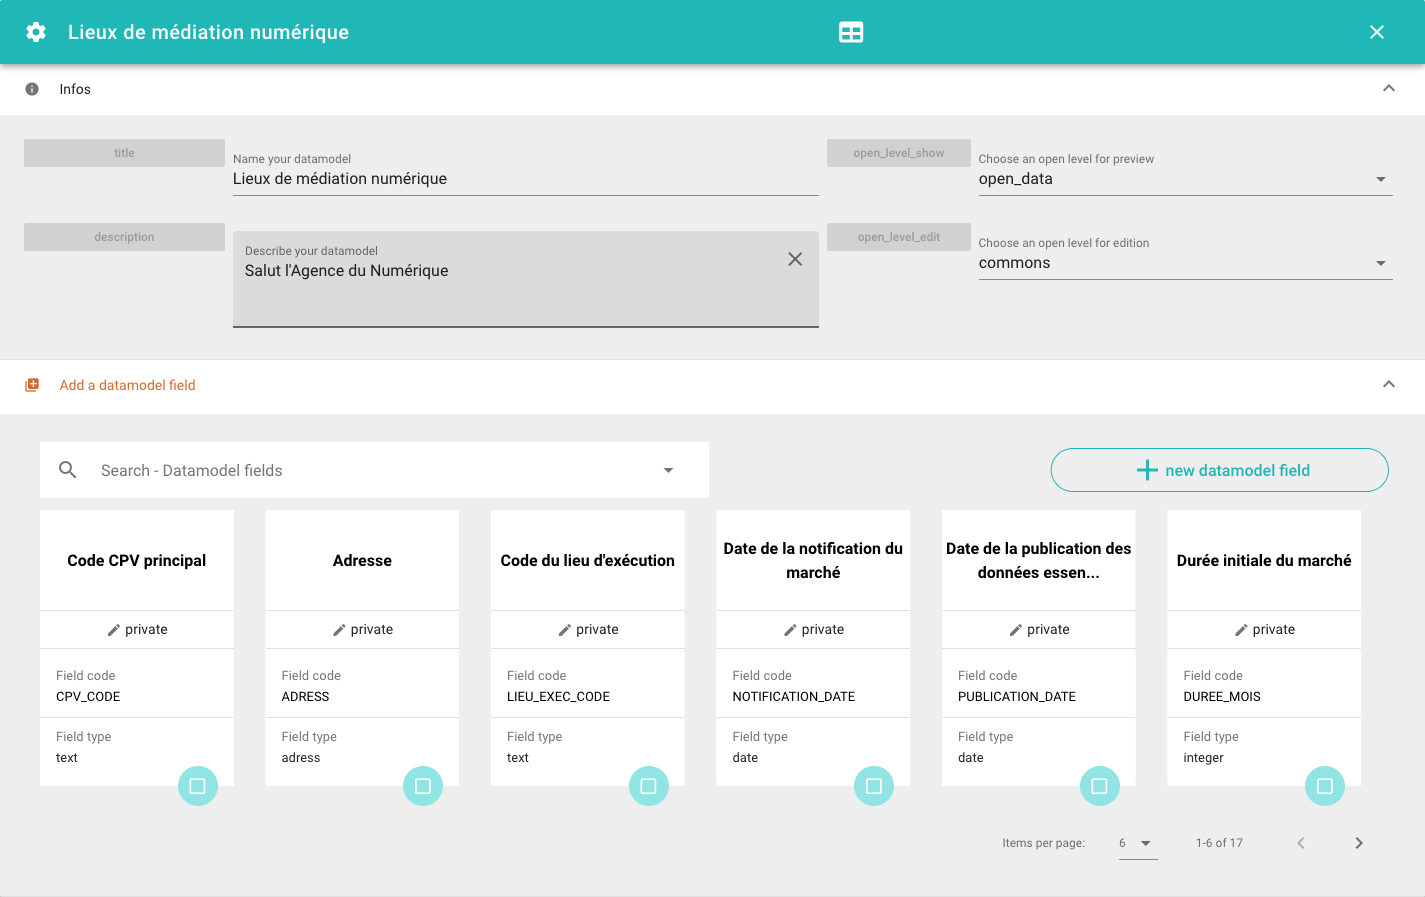 Lieux de médiation numérique
Infos
title
Name your datamodel
Lieux de médiation numérique
open_level_show
Choose an open level for preview
open_data
description
Describe your datamodel
Salut l'Agence du Numérique
open_level_edit
Choose an open level for edition
commons
Add a datamodel field
Search - Datamodel fields
new datamodel field
Code CPV principal
private
Field code
CPV_CODE
Field type
text
Adresse
private
Field code
ADRESS
Field type
adress
Code du lieu d'exécution
private
Field code
LIEU_EXEC_CODE
Field type
text
Date de la notification du
marché
private
Field code
NOTIFICATION_DATE
Field type
date
Date de la publication des
données essen...
private
Field code
PUBLICATION_DATE
Field type
date
Durée initiale du marché
private
Field code
DUREE_MOIS
Field type
integer
Items per page:
6
1-6 of 17